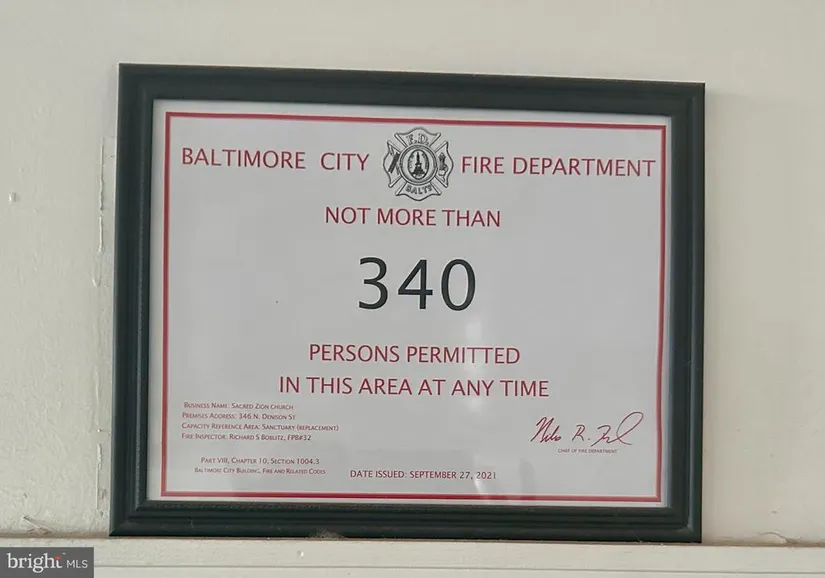 BALTIMORE CITY FIRE DEPARTMENT
F.D.
BALTO
NOT MORE THAN
340
PERSONS PERMITTED
IN THIS AREA AT ANY TIME
BUSINESS NAME: SACRED ZION CHURCH
PREMISES ADDRESS: 346 N. DENISON ST
CAPACITY REFERENCE AREA: SANCTUARY (REPLACEMENT)
FIRE INSPECTOR: RICHARD S BOBLITZ, FPB#32
CHIEF OF FIRE DEPARTMENT
PART VIII, CHAPTER 10, SECTION 1004.3
BALTIMORE CITY BUILDING, FIRE AND RELATED CODES
DATE ISSUED: SEPTEMBER 27, 2021
bright MLS